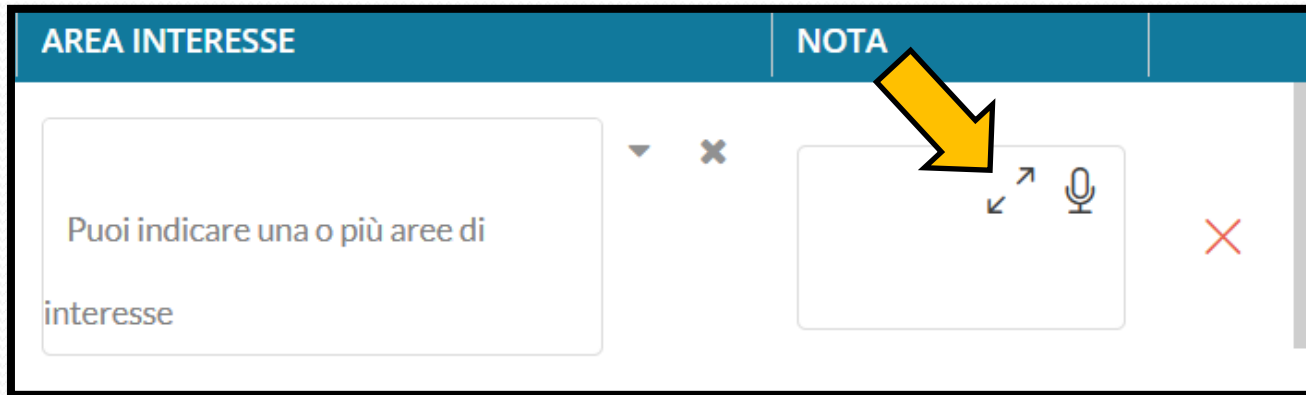 AREA INTERESSE
NOTA
Puoi indicare una o più aree di
interesse